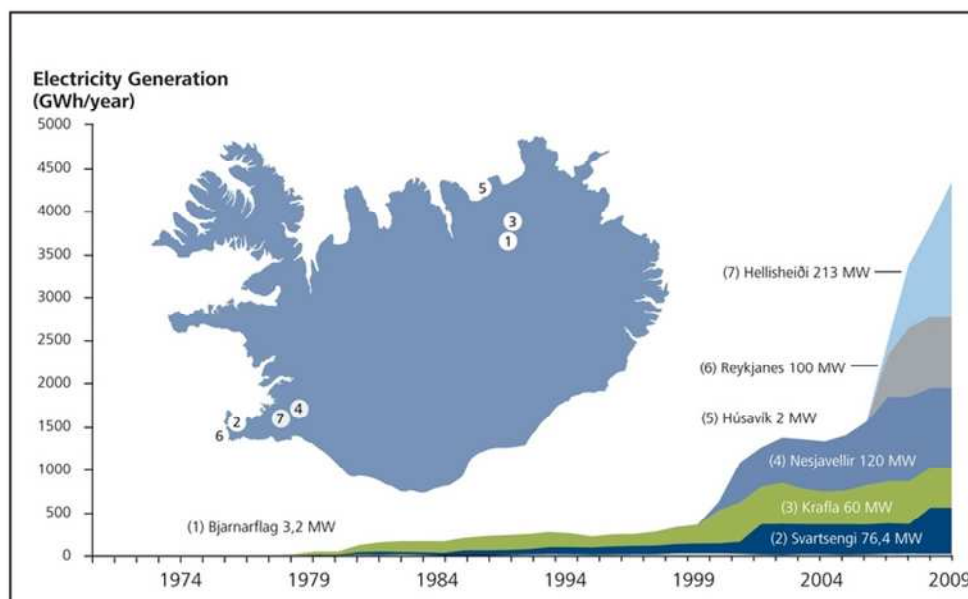 Electricity Generation
(GWh/year)
5000
4500
4000
3500
3000
2500
2000
1500
1000
500
0
5
3
1
4
7
2
6
(7) Hellisheiði 213 MW
(6) Reykjanes 100 MW
(5) Húsavík 2 MW
(4) Nesjavellir 120 MW
(3) Krafla 60 MW
(1) Bjarnarflag 3,2 MW
(2) Svartsengi 76,4 MW
1974 1979 1984 1994 1999 2004 2009